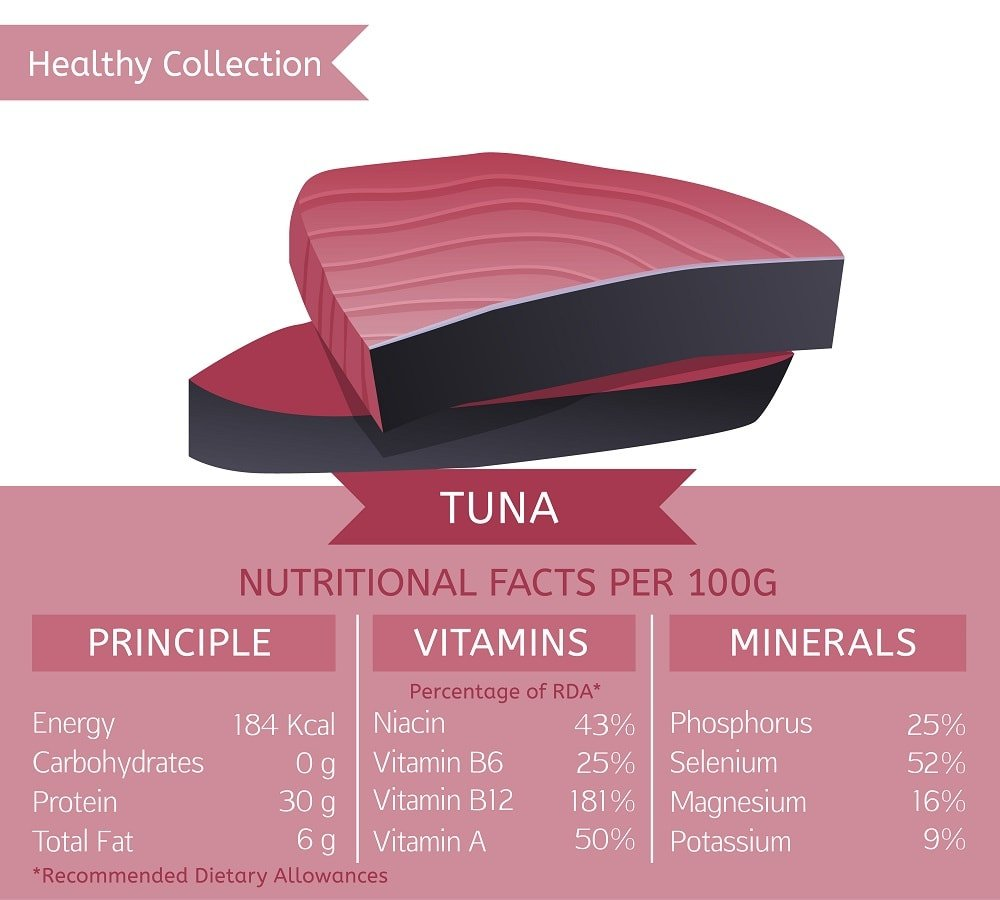 Healthy Collection
TUNA
NUTRITIONAL FACTS PER 100G
PRINCIPLE
Energy 184 Kcal
Carbohydrates 0 g
Protein 30 g
Total Fat 6 g
VITAMINS
Percentage of RDA*
Niacin 43%
Vitamin B6 25%
Vitamin B12 181%
Vitamin A 50%
MINERALS
Phosphorus 25%
Selenium 52%
Magnesium 16%
Potassium 9%
*Recommended Dietary Allowances